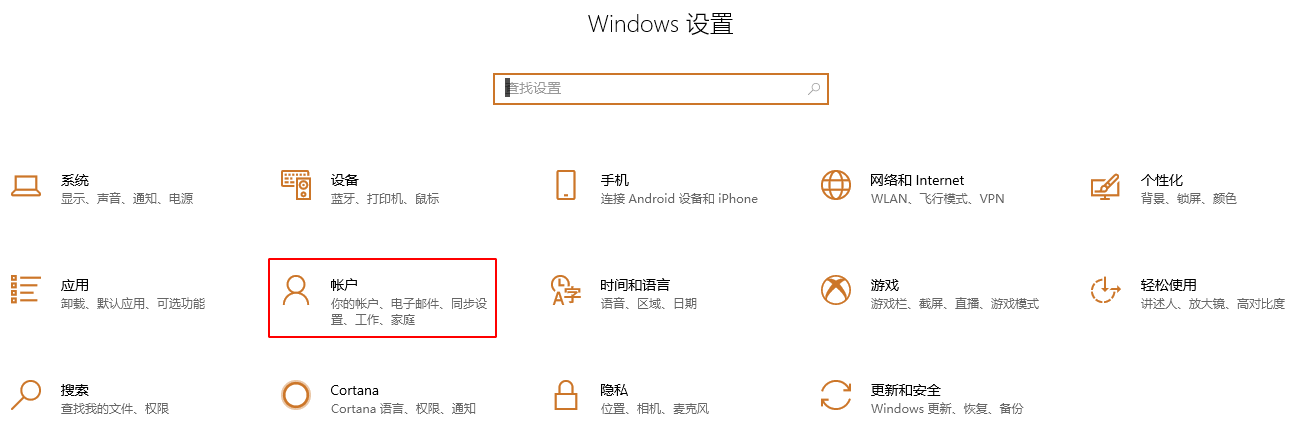 Windows 设置
查找设置
系统
显示、声音、通知、电源
设备
蓝牙、打印机、鼠标
手机
连接 Android 设备和 iPhone
网络和 Internet
WLAN、飞行模式、VPN
个性化
背景、锁屏、颜色
应用
卸载、默认应用、可选功能
帐户
你的帐户、电子邮件、同步设
置、工作、家庭
时间和语言
语音、区域、日期
游戏
游戏栏、截屏、直播、游戏模式
轻松使用
讲述人、放大镜、高对比度
搜索
查找我的文件、权限
Cortana
Cortana 语言、权限、通知
隐私
位置、相机、麦克风
更新和安全
Windows 更新、恢复、备份